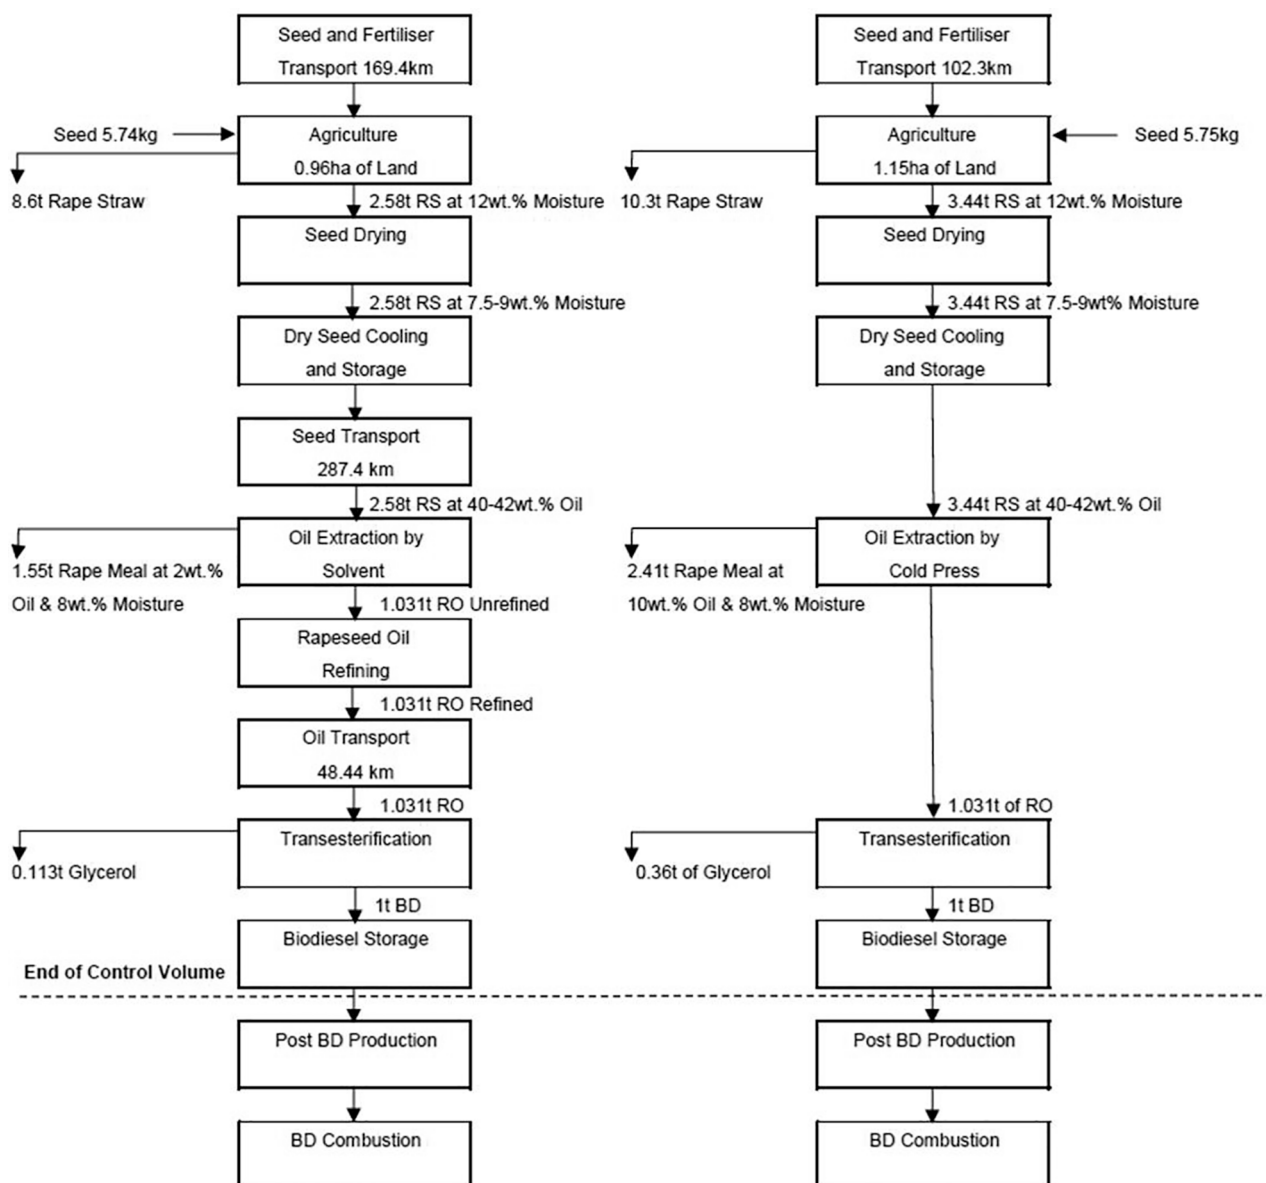 Seed and Fertiliser
Transport 169.4km
Seed 5.74kg
Agriculture
0.96ha of Land
8.6t Rape Straw
2.58t RS at 12wt.% Moisture
Seed Drying
2.58t RS at 7.5-9wt.% Moisture
Dry Seed Cooling
and Storage
Seed Transport
287.4 km
2.58t RS at 40-42wt.% Oil
Oil Extraction by
Solvent
1.55t Rape Meal at 2wt.%
Oil & 8wt.% Moisture
1.031t RO Unrefined
Rapeseed Oil
Refining
1.031t RO Refined
Oil Transport
48.44 km
1.031t RO
Transesterification
0.113t Glycerol
1t BD
Biodiesel Storage
End of Control Volume
Post BD Production
BD Combustion
Seed and Fertiliser
Transport 102.3km
Agriculture
1.15ha of Land
Seed 5.75kg
10.3t Rape Straw
3.44t RS at 12wt.% Moisture
Seed Drying
3.44t RS at 7.5-9wt% Moisture
Dry Seed Cooling
and Storage
3.44t RS at 40-42wt.% Oil
Oil Extraction by
Cold Press
2.41t Rape Meal at
10wt.% Oil & 8wt.% Moisture
1.031t of RO
Transesterification
0.36t of Glycerol
1t BD
Biodiesel Storage
Post BD Production
BD Combustion